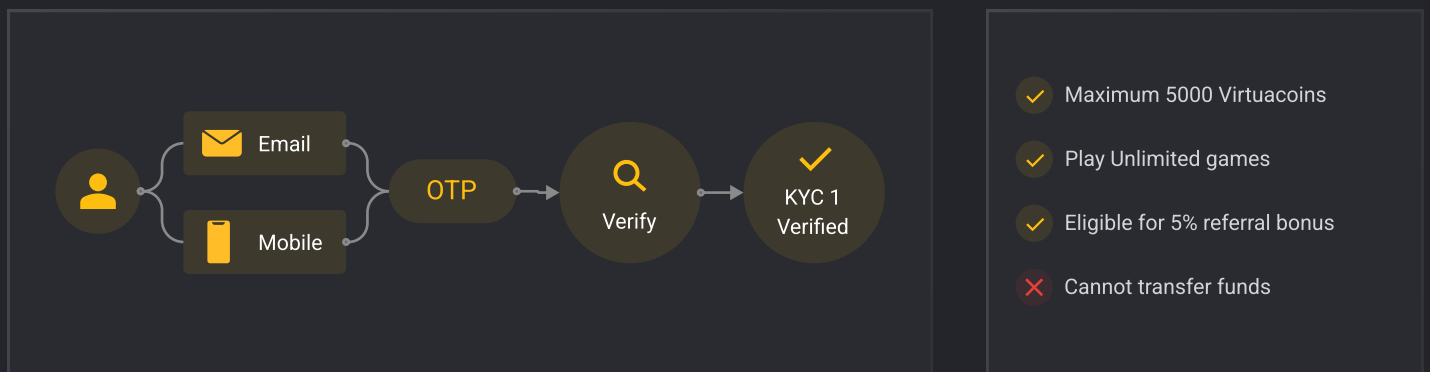 Email
Mobile
OTP
Verify
KYC 1
Verified
Maximum 5000 Virtuacoins
Play Unlimited games
Eligible for 5% referral bonus
Cannot transfer funds